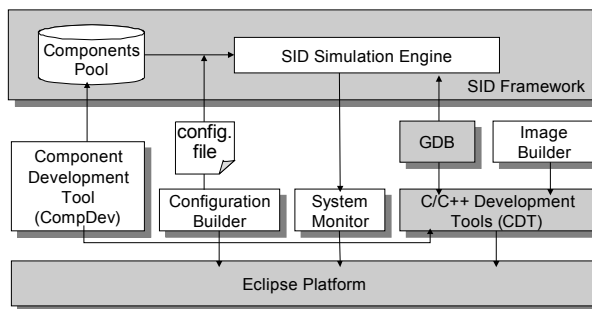 Components
Pool
SID Simulation Engine
SID Framework
config.
file
GDB
Image
Builder
Component
Development
Tool
(CompDev)
Configuration
Builder
System
Monitor
C/C++ Development
Tools (CDT)
Eclipse Platform